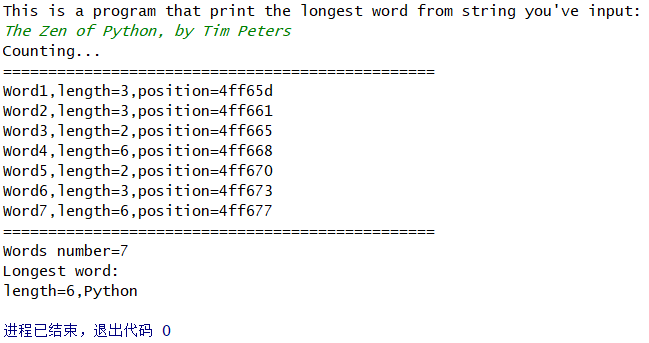 This is a program that print the longest word from string you've input:
The Zen of Python, by Tim Peters
Counting...
================================================
Word1,length=3,position=4ff65d
Word2,length=3,position=4ff661
Word3,length=2,position=4ff665
Word4,length=6,position=4ff668
Word5,length=2,position=4ff670
Word6,length=3,position=4ff673
Word7,length=6,position=4ff677
================================================
Words number=7
Longest word:
length=6,Python
进程已结束，退出代码 0